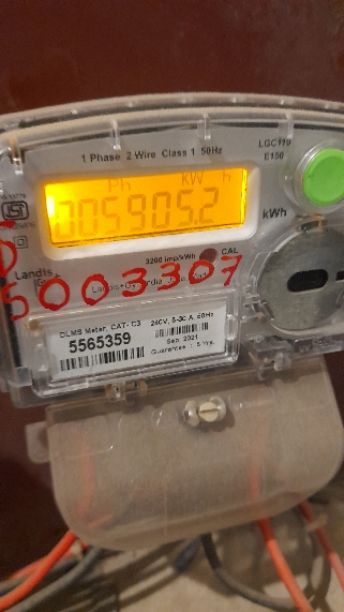 LGC110
E150
1 Phase 2 Wire Class 1 50Hz
Ph KW h
005905.2
kWh
3200 imp/kWh CAL
Landis
5003307
DLMS Meter, CAT- C3 240V, 5-30 A, 50Hz
5565359
Sep. 2021
Guarantee : 5 Yrs.